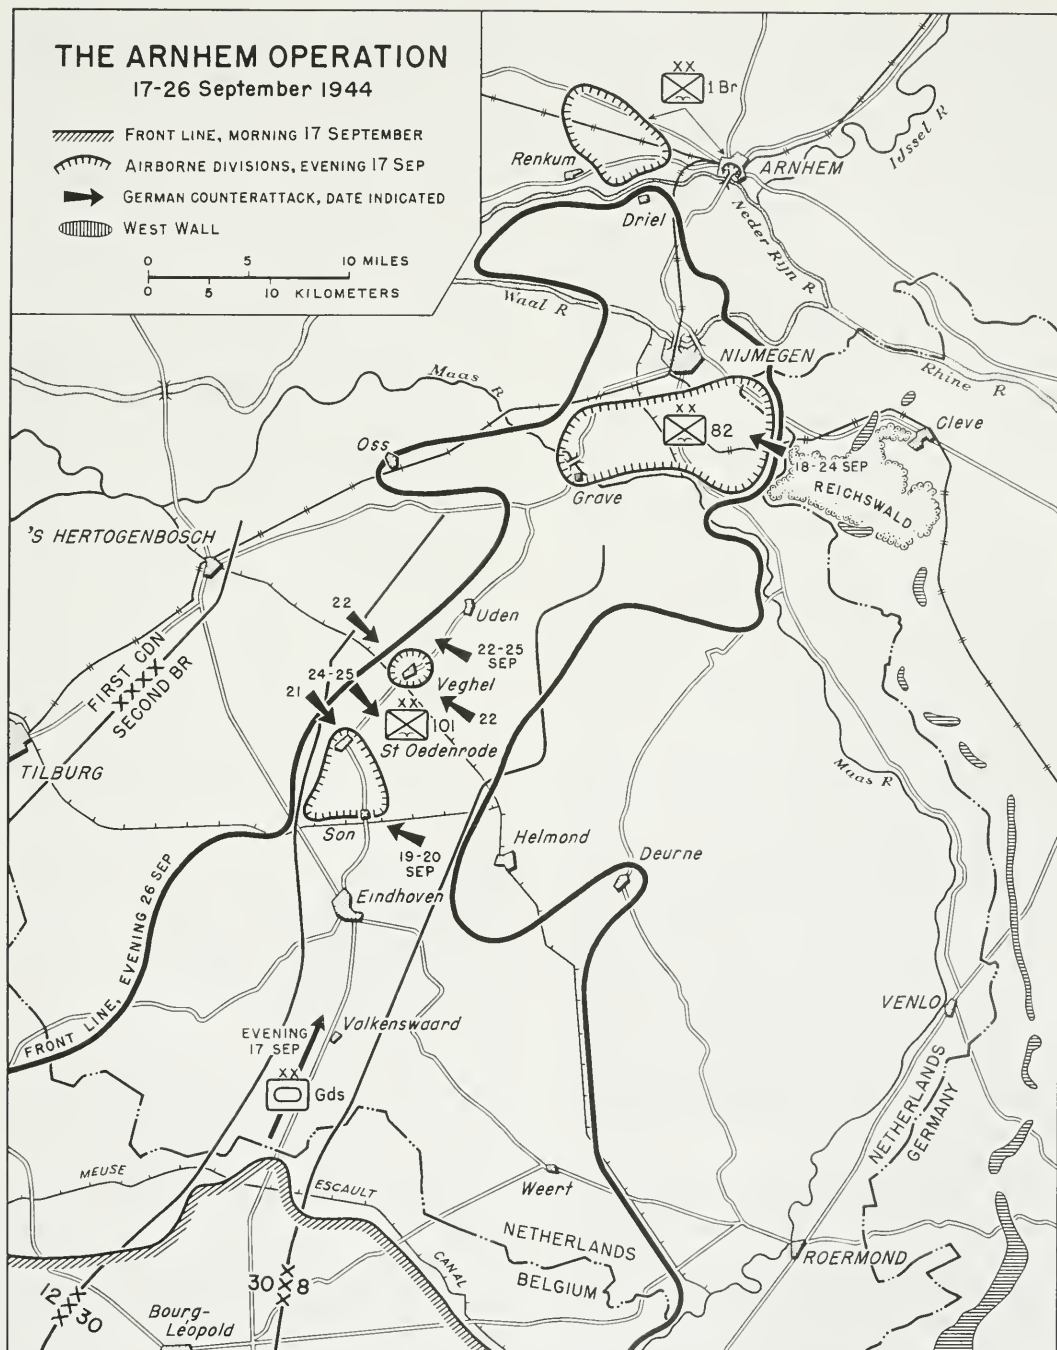 THE ARNHEM OPERATION
17-26 September 1944
FRONT LINE, MORNING 17 SEPTEMBER
AIRBORNE DIVISIONS, EVENING 17 SEP
GERMAN COUNTERATTACK, DATE INDICATED
WEST WALL
0 5 10 MILES
0 5 10 KILOMETERS
XX
1 Br
Renkum
ARNHEM
IJssel R
Driel
Neder Rijn R
Waal R
NIJMEGEN
Maas R
Rhine R
XX
82
Cleve
Oss
18-24 SEP
Grave
REICHSWALD
'S HERTOGENBOSCH
22
Uden
22-25
SEP
FIRST CDN
XXXX
SECOND BR
24-25
Veghel
21
XX
101
22
St Oedenrode
TILBURG
Maas R
Son
Helmond
Deurne
19-20
SEP
Eindhoven
FRONT LINE, EVENING 26 SEP
VENLO
EVENING
17 SEP
Valkenswaard
XX
Gds
NETHERLANDS
GERMANY
MEUSE
ESCAULT
CANAL
Weert
NETHERLANDS
BELGIUM
ROERMOND
12
XXX
30
30
XXX
8
Bourg-
Léopold